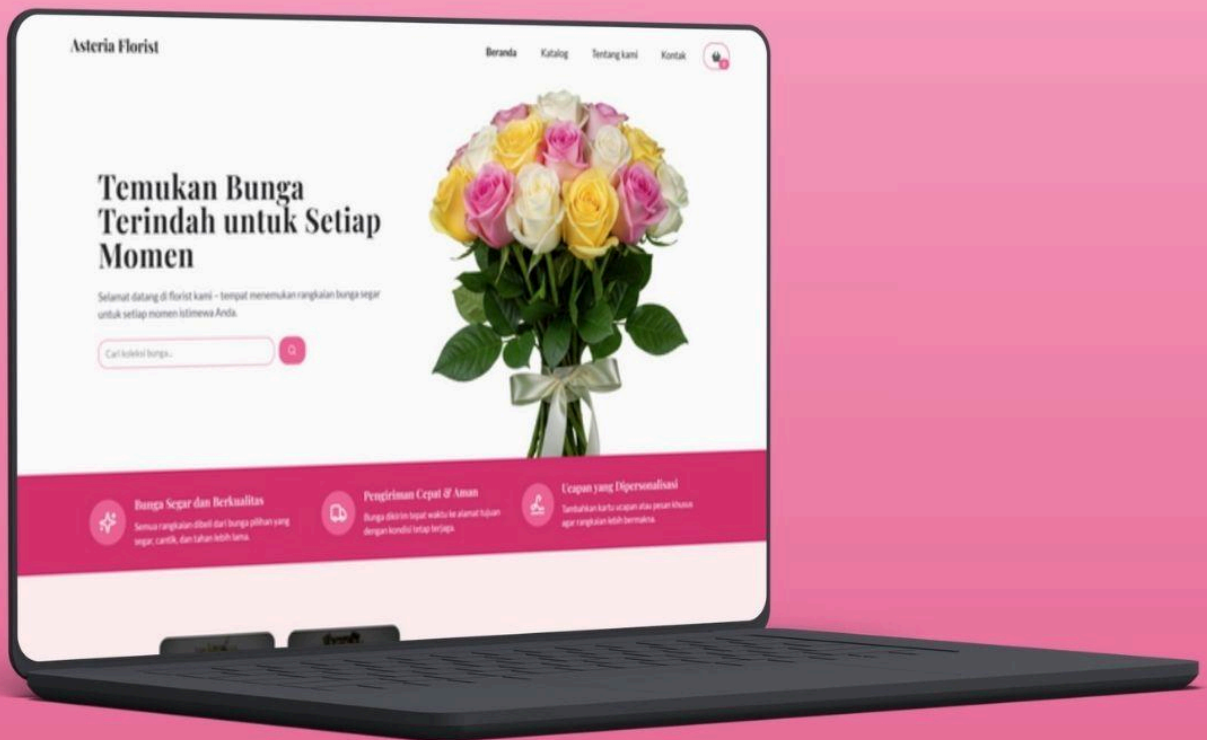 Asteria Florist
Beranda Katalog Tentang kami Kontak
Temukan Bunga
Terindah untuk Setiap
Momen
Selamat datang di florist kami – tempat menemukan rangkaian bunga segar
untuk setiap momen istimewa Anda.
Cari koleksi bunga...
Bunga Segar dan Berkualitas
Semua rangkaian dibeli dari bunga pilihan yang
segar, cantik, dan tahan lebih lama.
Pengiriman Cepat & Aman
Bunga dikirim tepat waktu ke alamat tujuan
dengan kondisi tetap terjaga.
Ucapan yang Dipersonalisasi
Tambahkan kartu ucapan atau pesan khusus
agar rangkaian lebih bermakna.